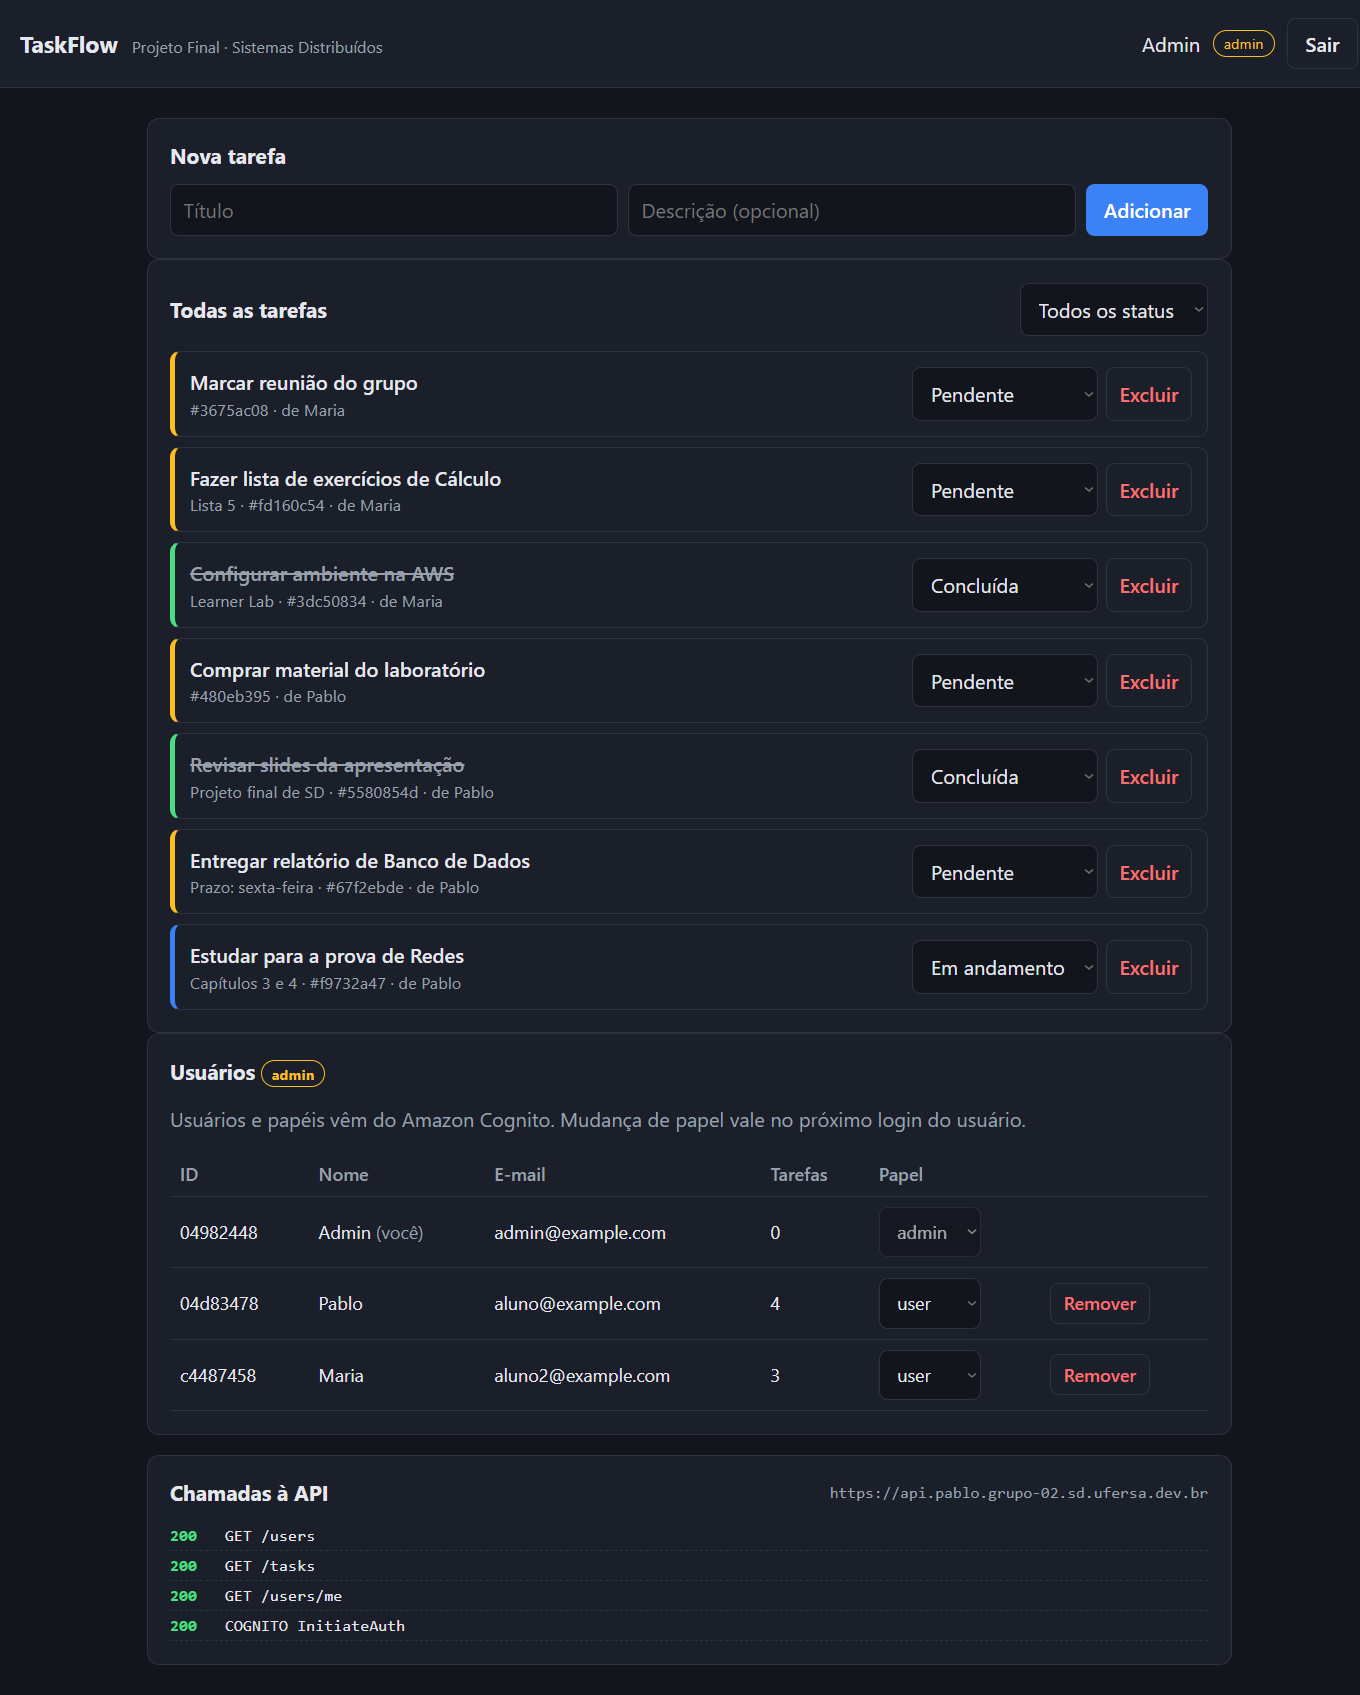 TaskFlow Projeto Final · Sistemas Distribuídos Admin admin Sair
Nova tarefa
Título Descrição (opcional) Adicionar
Todas as tarefas Todos os status
Marcar reunião do grupo
#3675ac08 · de Maria
Pendente Excluir
Fazer lista de exercícios de Cálculo
Lista 5 · #fd160c54 · de Maria
Pendente Excluir
Configurar ambiente na AWS
Learner Lab · #3dc50834 · de Maria
Concluída Excluir
Comprar material do laboratório
#480eb395 · de Pablo
Pendente Excluir
Revisar slides da apresentação
Projeto final de SD · #5580854d · de Pablo
Concluída Excluir
Entregar relatório de Banco de Dados
Prazo: sexta-feira · #67f2ebde · de Pablo
Pendente Excluir
Estudar para a prova de Redes
Capítulos 3 e 4 · #f9732a47 · de Pablo
Em andamento Excluir
Usuários admin
Usuários e papéis vêm do Amazon Cognito. Mudança de papel vale no próximo login do usuário.
ID Nome E-mail Tarefas Papel
04982448 Admin (você) admin@example.com 0 admin
04d83478 Pablo aluno@example.com 4 user Remover
c4487458 Maria aluno2@example.com 3 user Remover
Chamadas à API https://api.pablo.grupo-02.sd.ufersa.dev.br
200 GET /users
200 GET /tasks
200 GET /users/me
200 COGNITO InitiateAuth